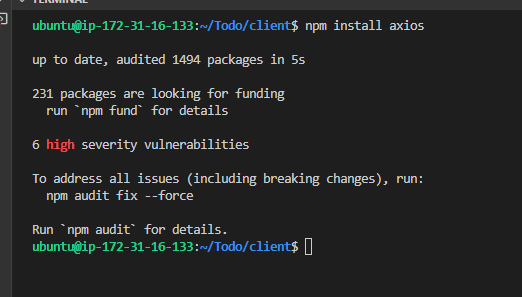 TERMINAL
ubuntu@ip-172-31-16-133:~/Todo/client$ npm install axios
up to date, audited 1494 packages in 5s
231 packages are looking for funding
  run `npm fund` for details
6 high severity vulnerabilities
To address all issues (including breaking changes), run:
  npm audit fix --force
Run `npm audit` for details.
ubuntu@ip-172-31-16-133:~/Todo/client$